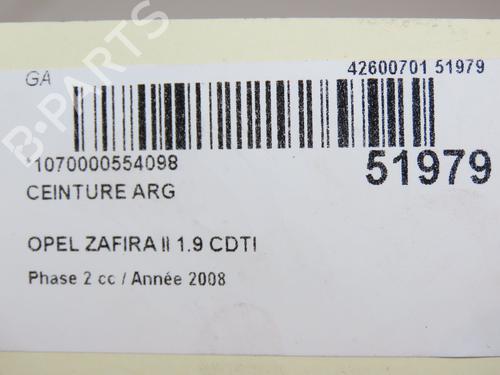 GA
42600701 51979
*1070000554098
51979
CEINTURE ARG
OPEL ZAFIRA II 1.9 CDTI
Phase 2 cc / Année 2008
B-PARTS